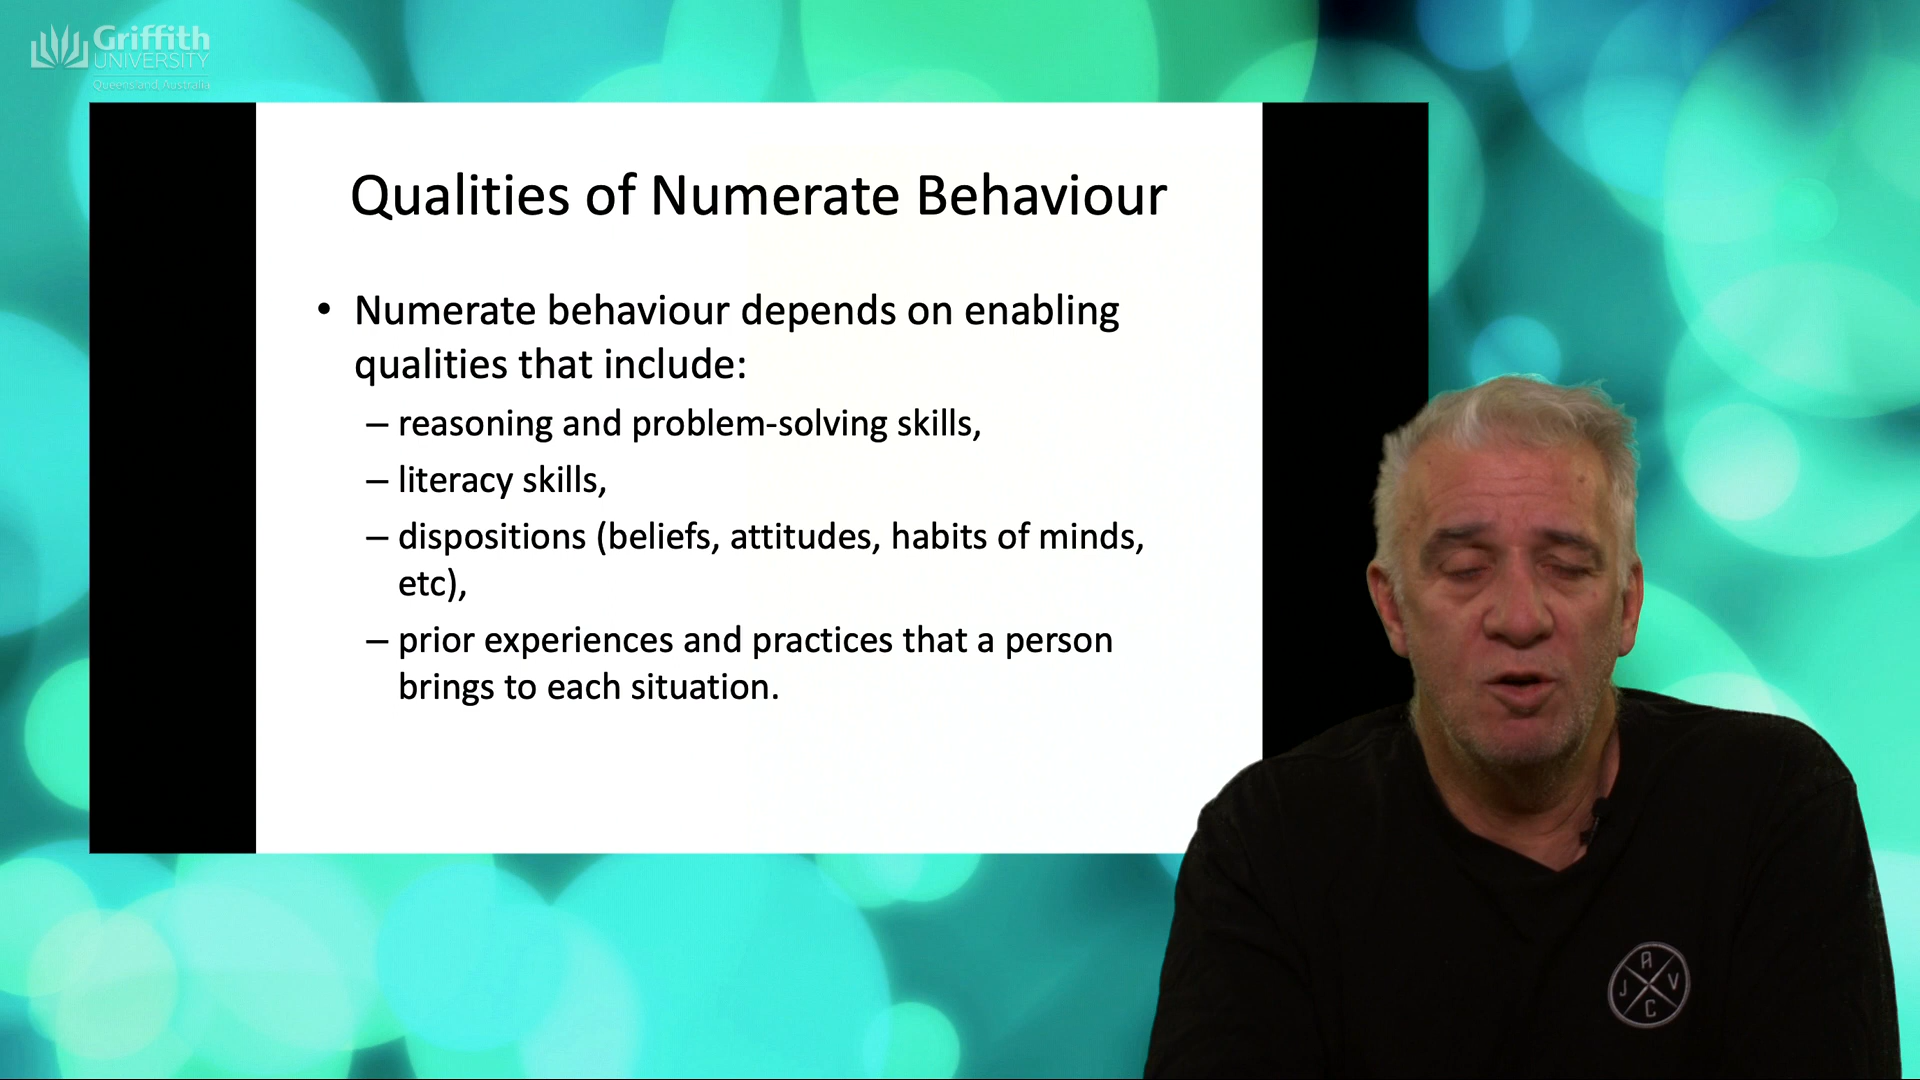 Griffith
UNIVERSITY
Queensland, Australia
Qualities of Numerate Behaviour
• Numerate behaviour depends on enabling
qualities that include:
– reasoning and problem-solving skills,
– literacy skills,
– dispositions (beliefs, attitudes, habits of minds,
etc),
– prior experiences and practices that a person
brings to each situation.
A
J V
C